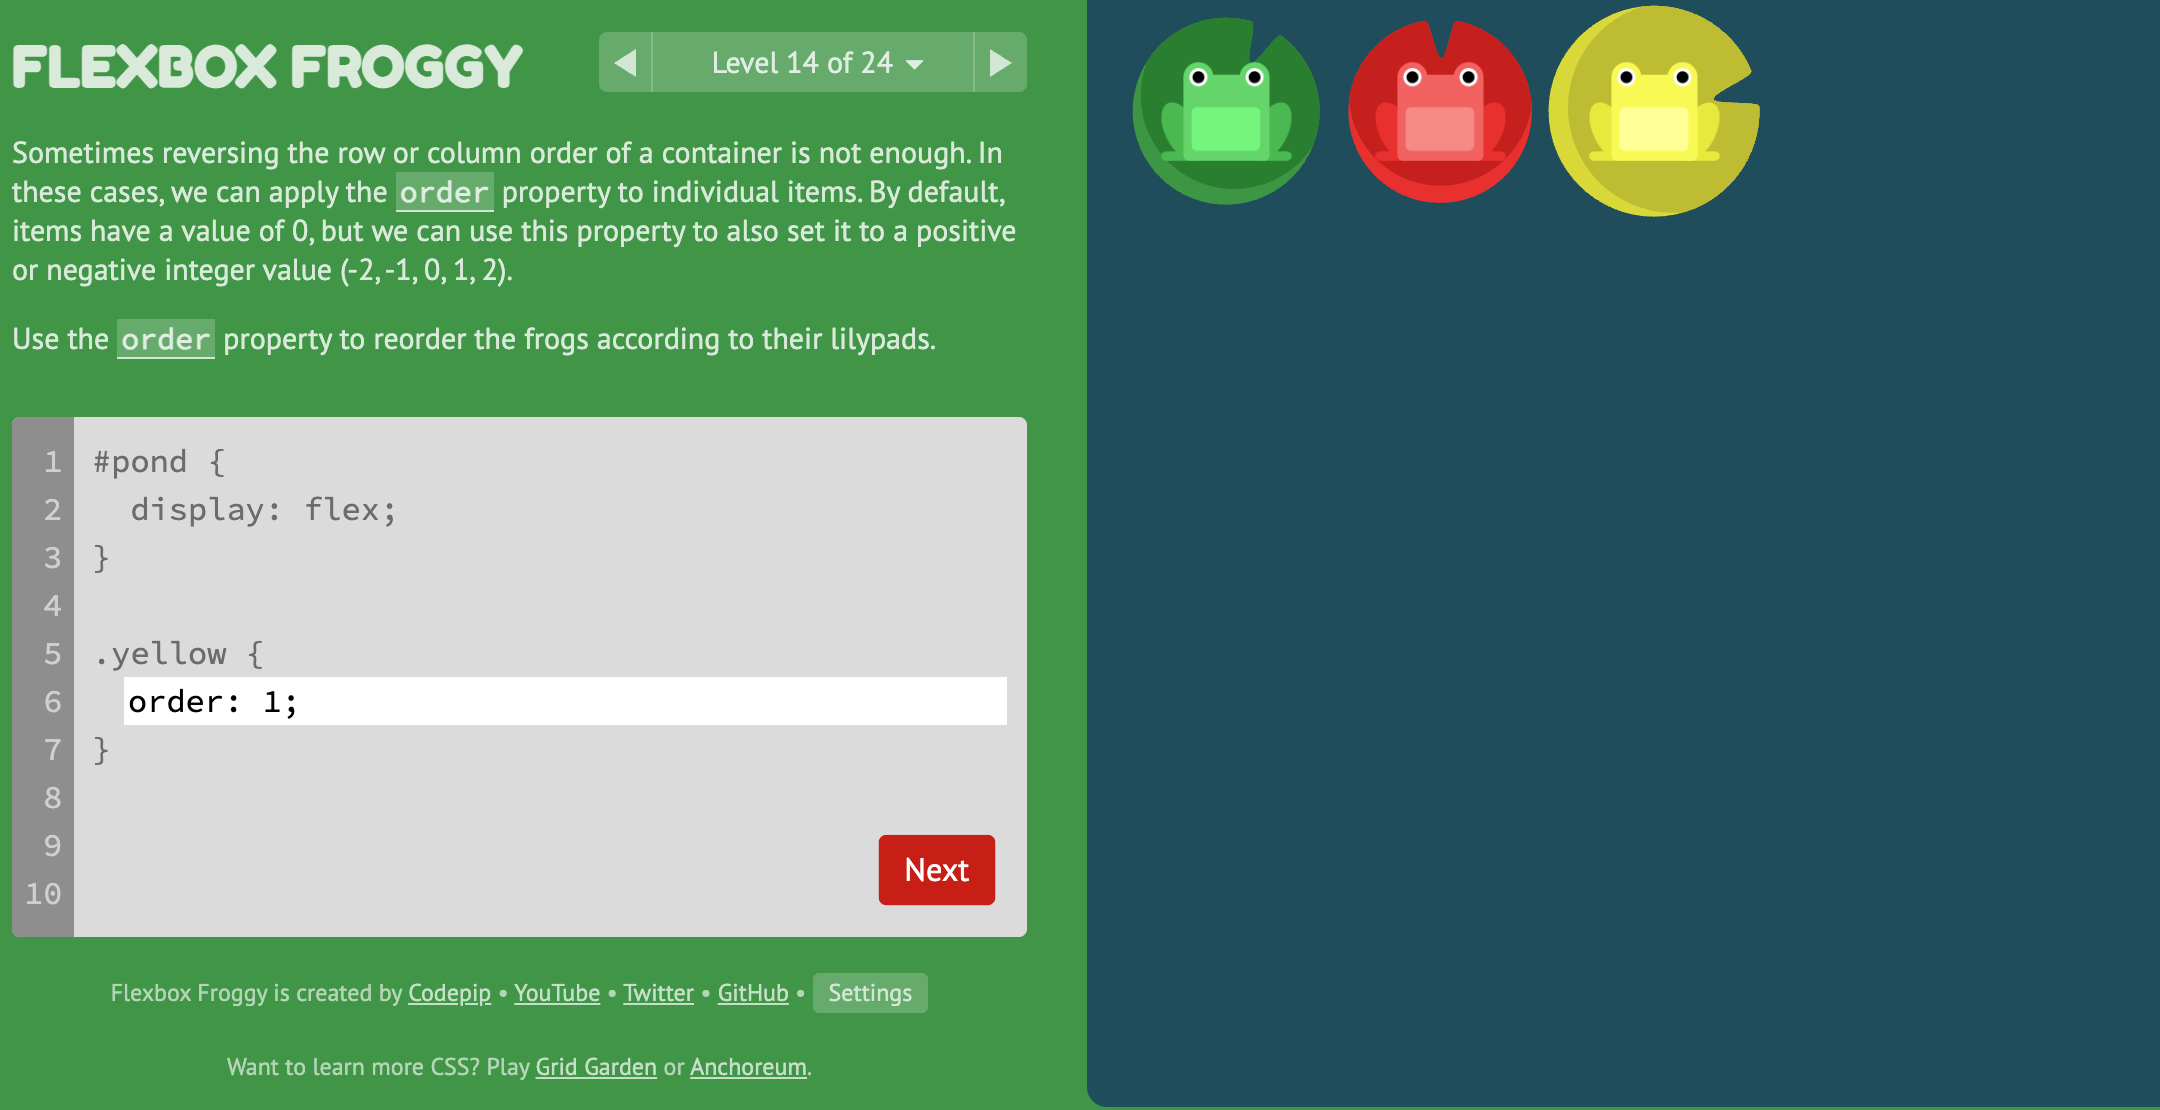 FLEXBOX FROGGY
Level 14 of 24
Sometimes reversing the row or column order of a container is not enough. In
these cases, we can apply the order property to individual items. By default,
items have a value of 0, but we can use this property to also set it to a positive
or negative integer value (-2, -1, 0, 1, 2).
Use the order property to reorder the frogs according to their lilypads.
1 #pond {
2   display: flex;
3 }
4
5 .yellow {
6   order: 1;
7 }
8
9
10
Next
Flexbox Froggy is created by Codepip • YouTube • Twitter • GitHub • Settings
Want to learn more CSS? Play Grid Garden or Anchoreum.